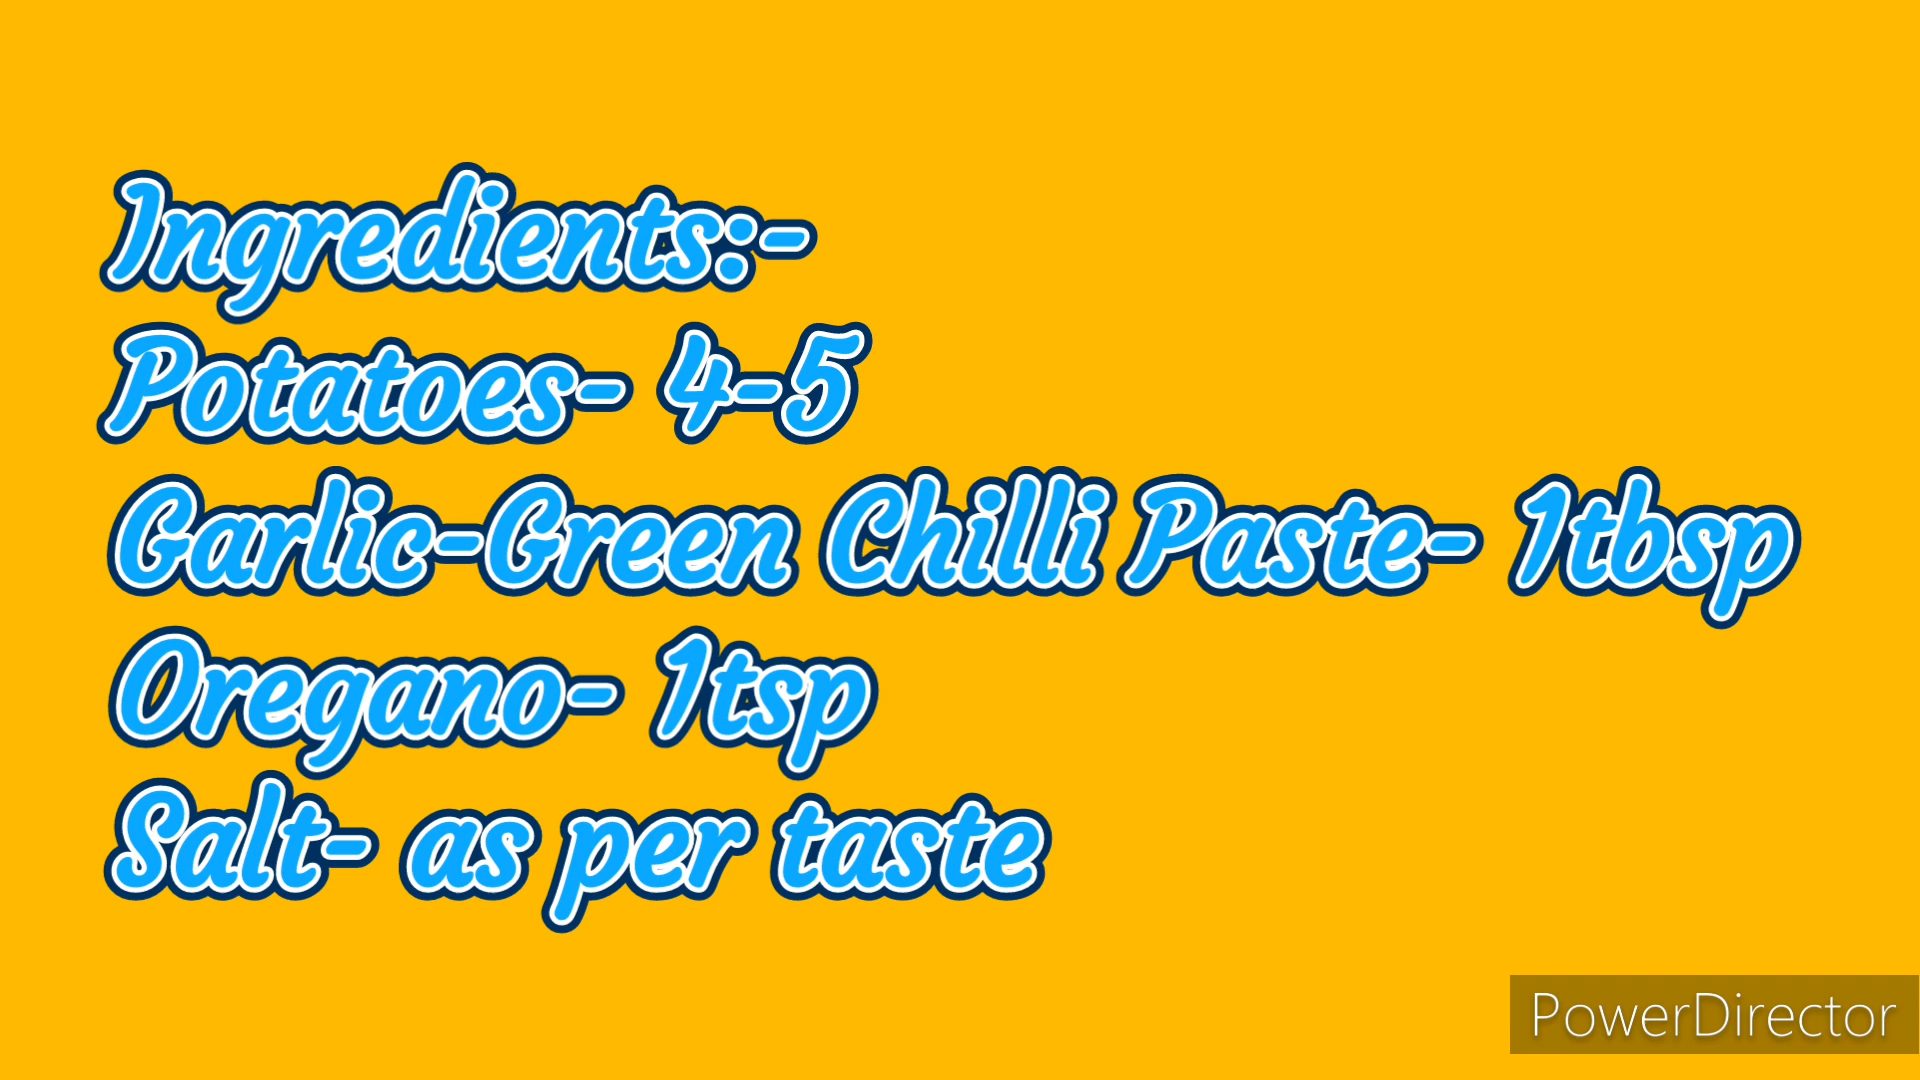 Ingredients:-
Potatoes- 4-5
Garlic-Green Chilli Paste- 1tbsp
Oregano- 1tsp
Salt- as per taste
PowerDirector